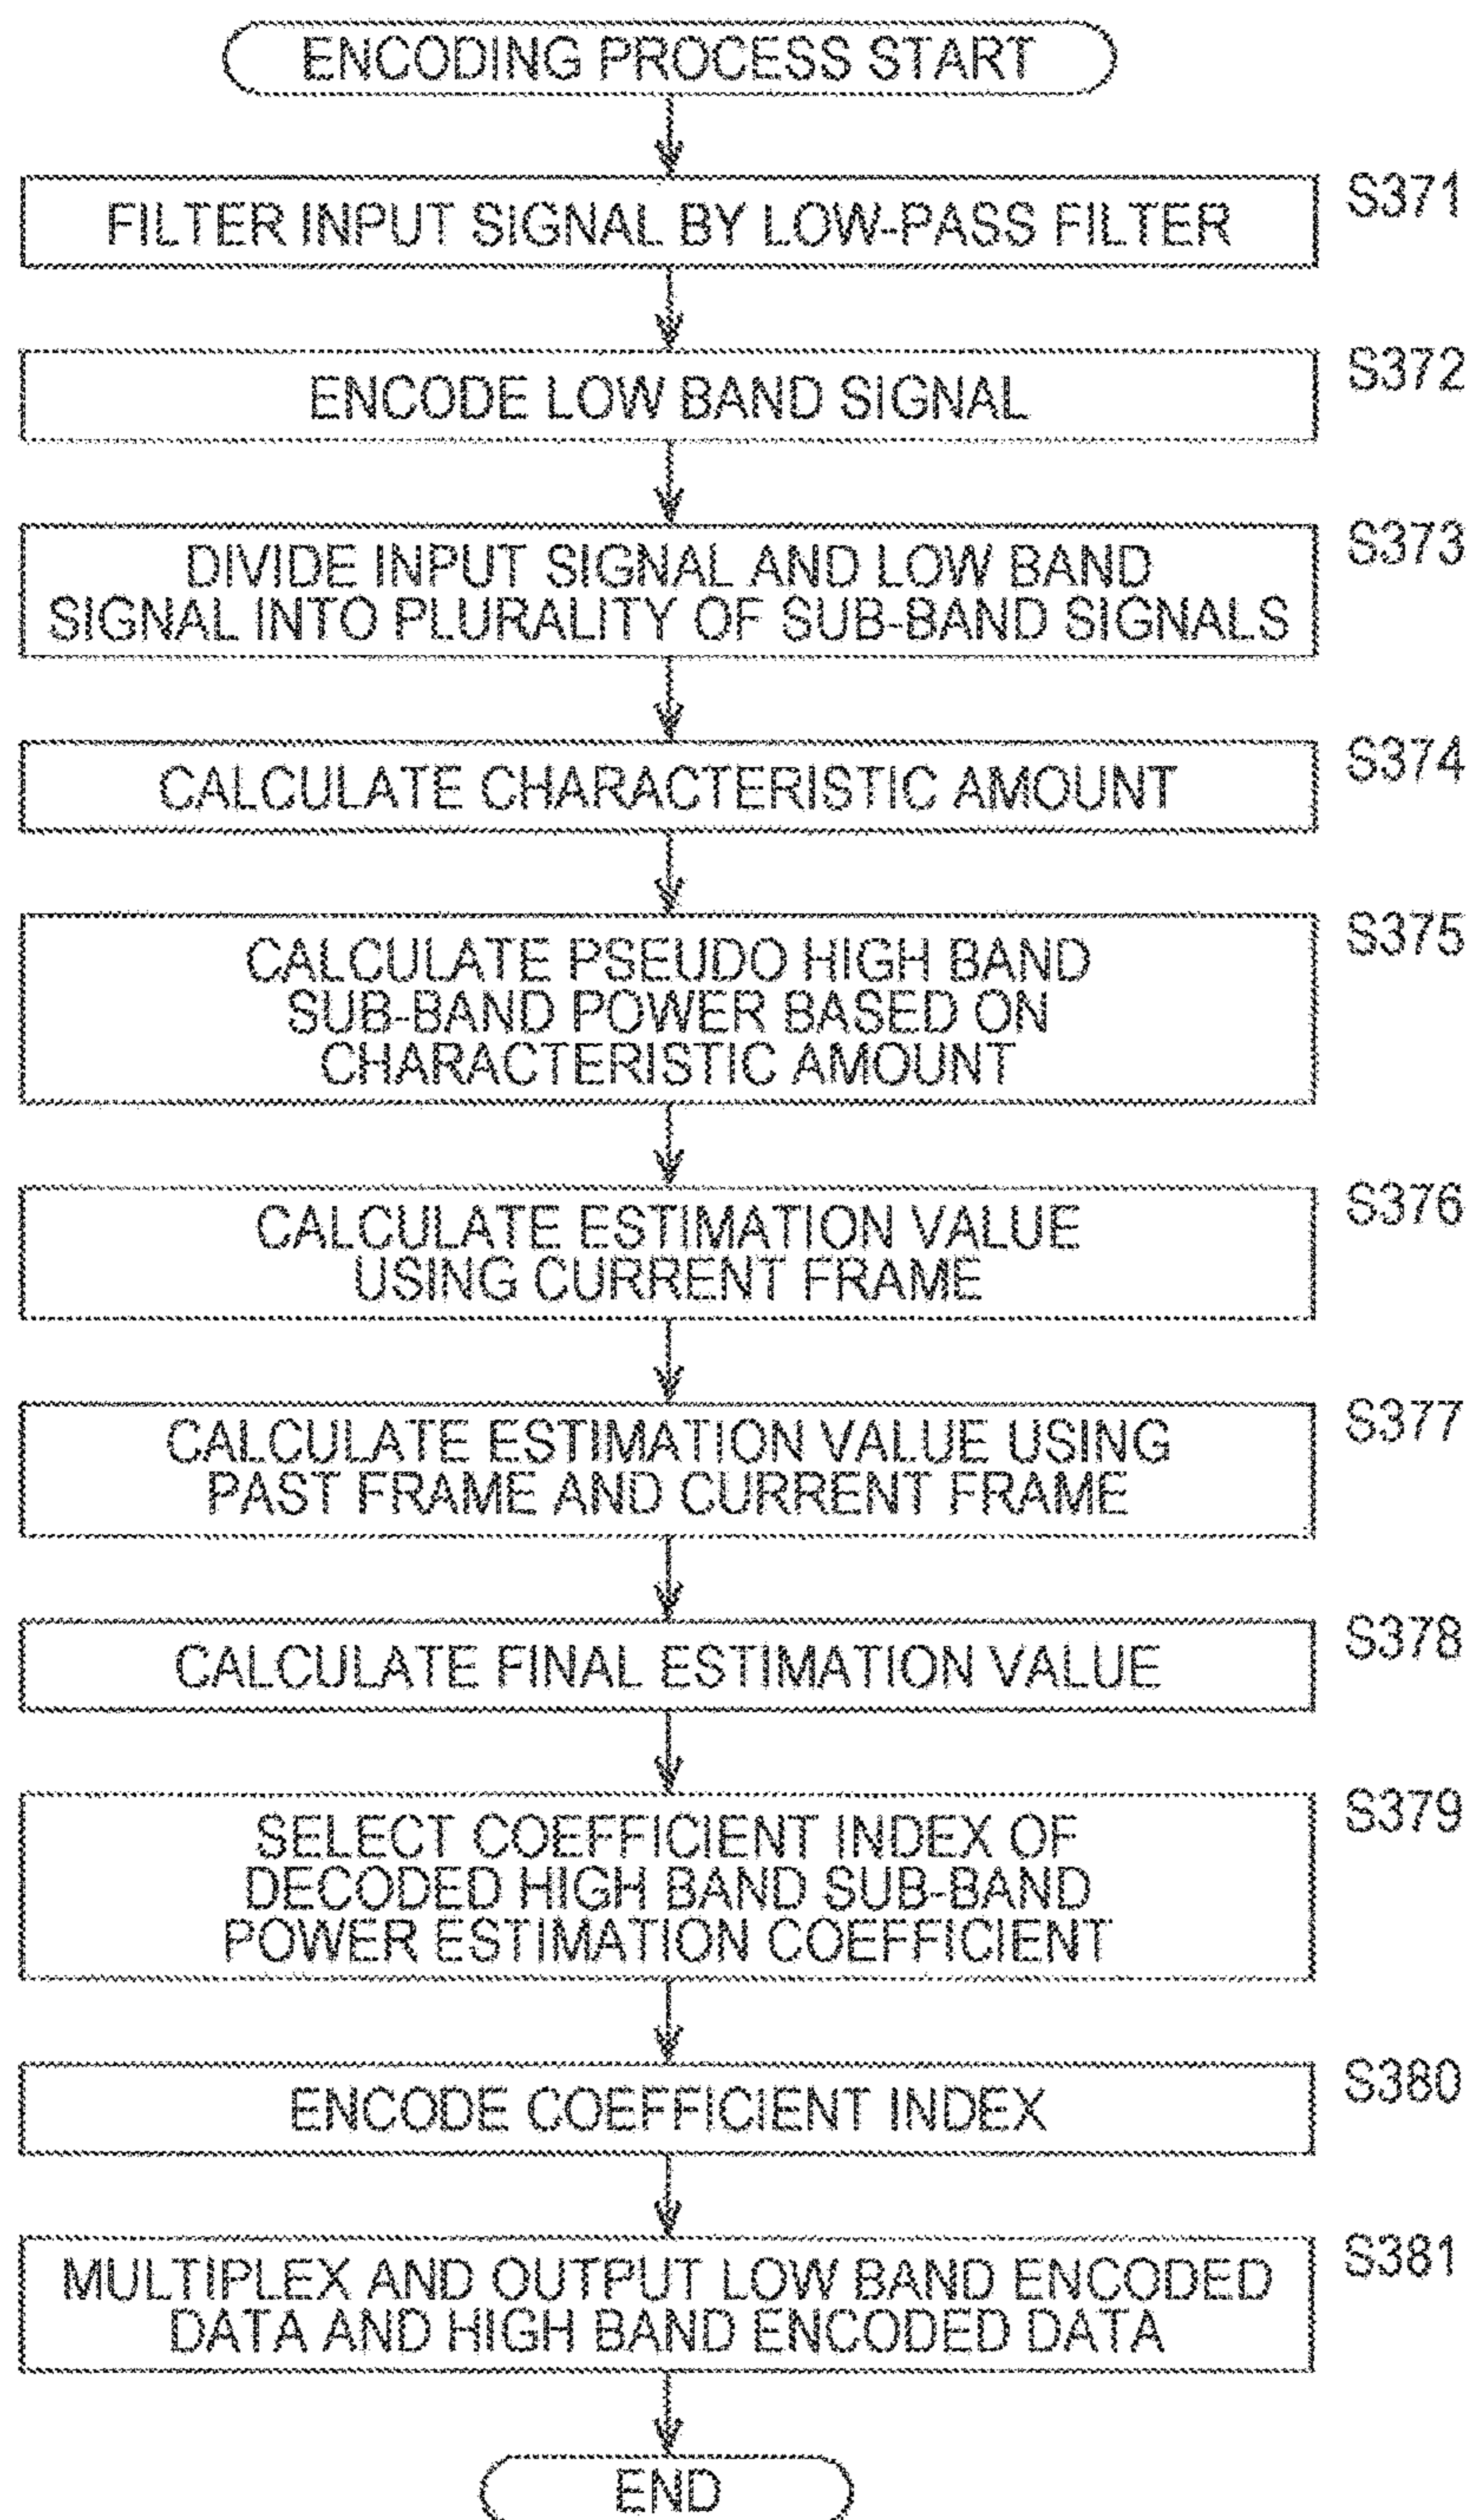 ENCODING PROCESS START
FILTER INPUT SIGNAL BY LOW-PASS FILTER
S371
ENCODE LOW BAND SIGNAL
S372
DIVIDE INPUT SIGNAL AND LOW BAND
SIGNAL INTO PLURALITY OF SUB-BAND SIGNALS
S373
CALCULATE CHARACTERISTIC AMOUNT
S374
CALCULATE PSEUDO HIGH BAND
SUB-BAND POWER BASED ON
CHARACTERISTIC AMOUNT
S375
CALCULATE ESTIMATION VALUE
USING CURRENT FRAME
S376
CALCULATE ESTIMATION VALUE USING
PAST FRAME AND CURRENT FRAME
S377
CALCULATE FINAL ESTIMATION VALUE
S378
SELECT COEFFICIENT INDEX OF
DECODED HIGH BAND SUB-BAND
POWER ESTIMATION COEFFICIENT
S379
ENCODE COEFFICIENT INDEX
S380
MULTIPLEX AND OUTPUT LOW BAND ENCODED
DATA AND HIGH BAND ENCODED DATA
S381
END